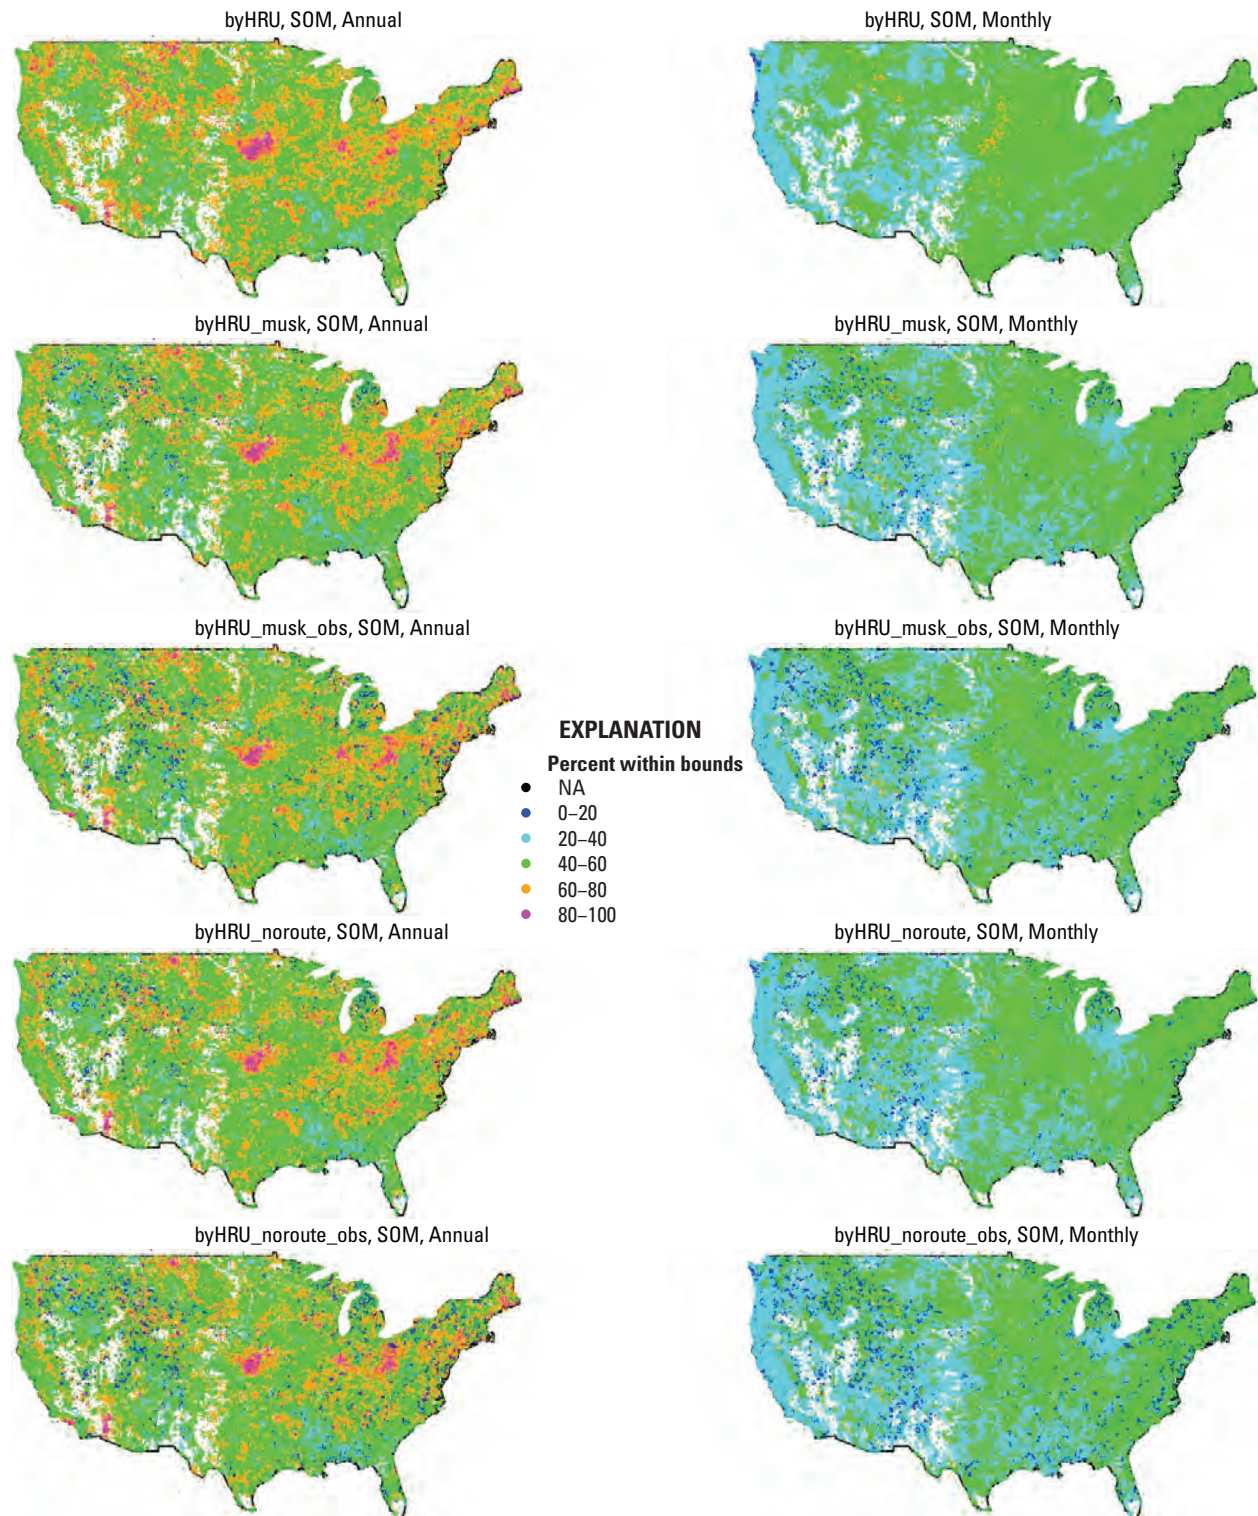 byHRU, SOM, Annual
byHRU, SOM, Monthly
byHRU_musk, SOM, Annual
byHRU_musk, SOM, Monthly
byHRU_musk_obs, SOM, Annual
byHRU_musk_obs, SOM, Monthly
EXPLANATION
Percent within bounds
NA
0–20
20–40
40–60
60–80
80–100
byHRU_noroute, SOM, Annual
byHRU_noroute, SOM, Monthly
byHRU_noroute_obs, SOM, Annual
byHRU_noroute_obs, SOM, Monthly